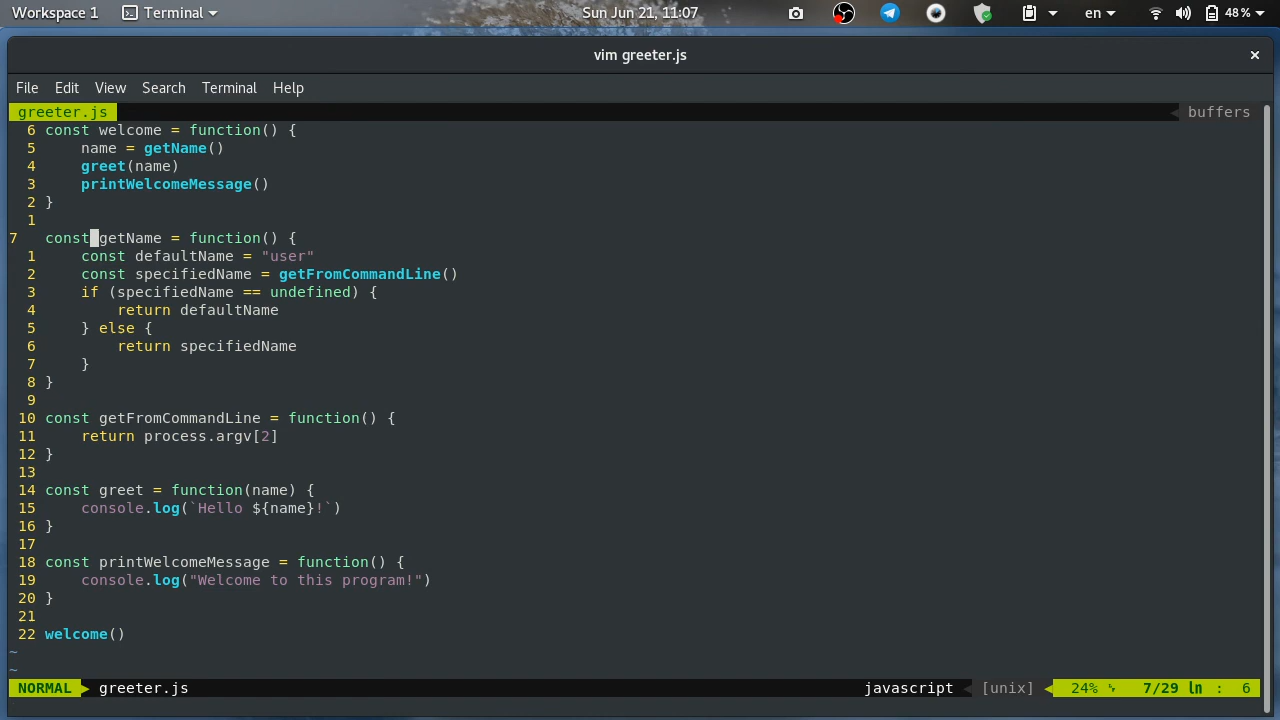 Workspace 1 Terminal Sun Jun 21, 11:07 en 48%
vim greeter.js
File Edit View Search Terminal Help
greeter.js buffers
6 const welcome = function() {
5     name = getName()
4     greet(name)
3     printWelcomeMessage()
2 }
1
7 const getName = function() {
1     const defaultName = "user"
2     const specifiedName = getFromCommandLine()
3     if (specifiedName == undefined) {
4         return defaultName
5     } else {
6         return specifiedName
7     }
8 }
9
10 const getFromCommandLine = function() {
11     return process.argv[2]
12 }
13
14 const greet = function(name) {
15     console.log(`Hello ${name}!`)
16 }
17
18 const printWelcomeMessage = function() {
19     console.log("Welcome to this program!")
20 }
21
22 welcome()
~
~
NORMAL greeter.js javascript [unix] 24% 7/29 ln : 6